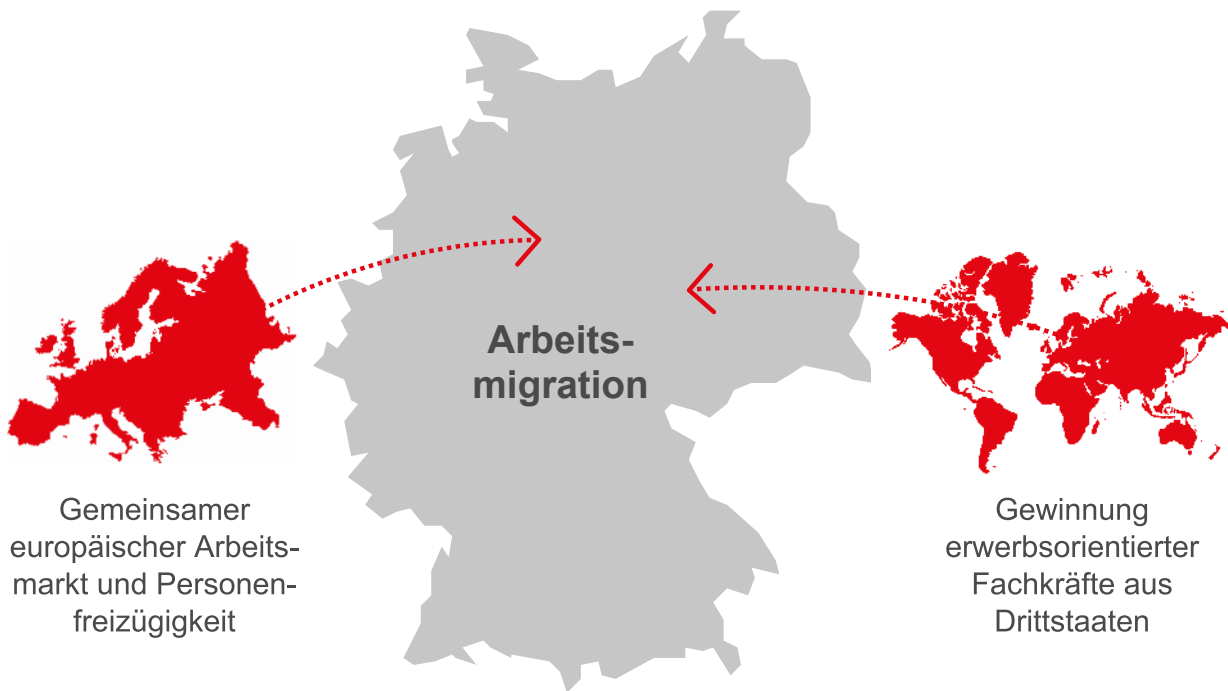 Arbeits-
migration
Gemeinsamer
europäischer Arbeits-
markt und Personen-
freizügigkeit
Gewinnung
erwerbsorientierter
Fachkräfte aus
Drittstaaten